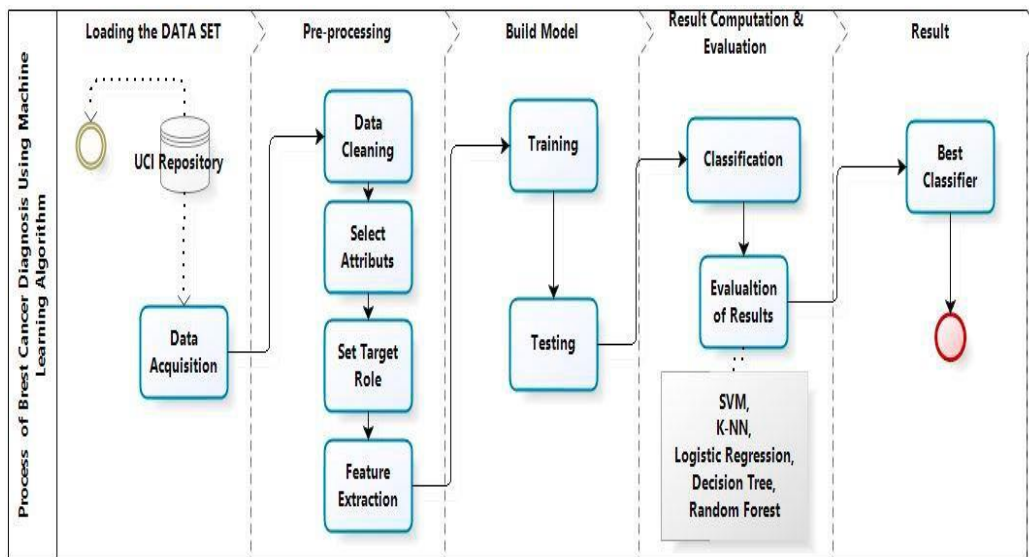 Process of Brest Cancer Diagnosis Using Machine
Learning Algorithm
Loading the DATA SET
UCI Repository
Data
Acquisition
Pre-processing
Data
Cleaning
Select
Attributs
Set Target
Role
Feature
Extraction
Build Model
Training
Testing
Result Computation &
Evaluation
Classification
Evalualtion
of Results
SVM,
K-NN,
Logistic Regression,
Decision Tree,
Random Forest
Result
Best
Classifier